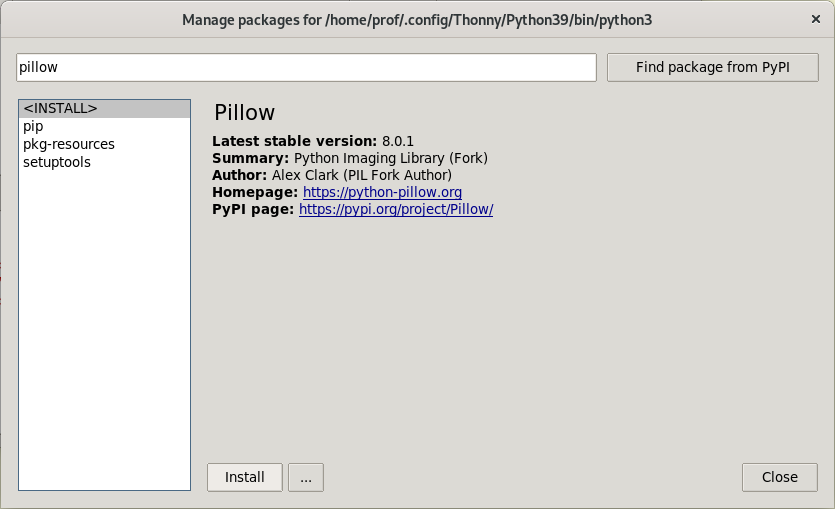 Manage packages for /home/prof/.config/Thonny/Python39/bin/python3
×
pillow
Find package from PyPI
<INSTALL>
pip
pkg-resources
setuptools
Pillow
Latest stable version: 8.0.1
Summary: Python Imaging Library (Fork)
Author: Alex Clark (PIL Fork Author)
Homepage: https://python-pillow.org
PyPI page: https://pypi.org/project/Pillow/
Install
...
Close